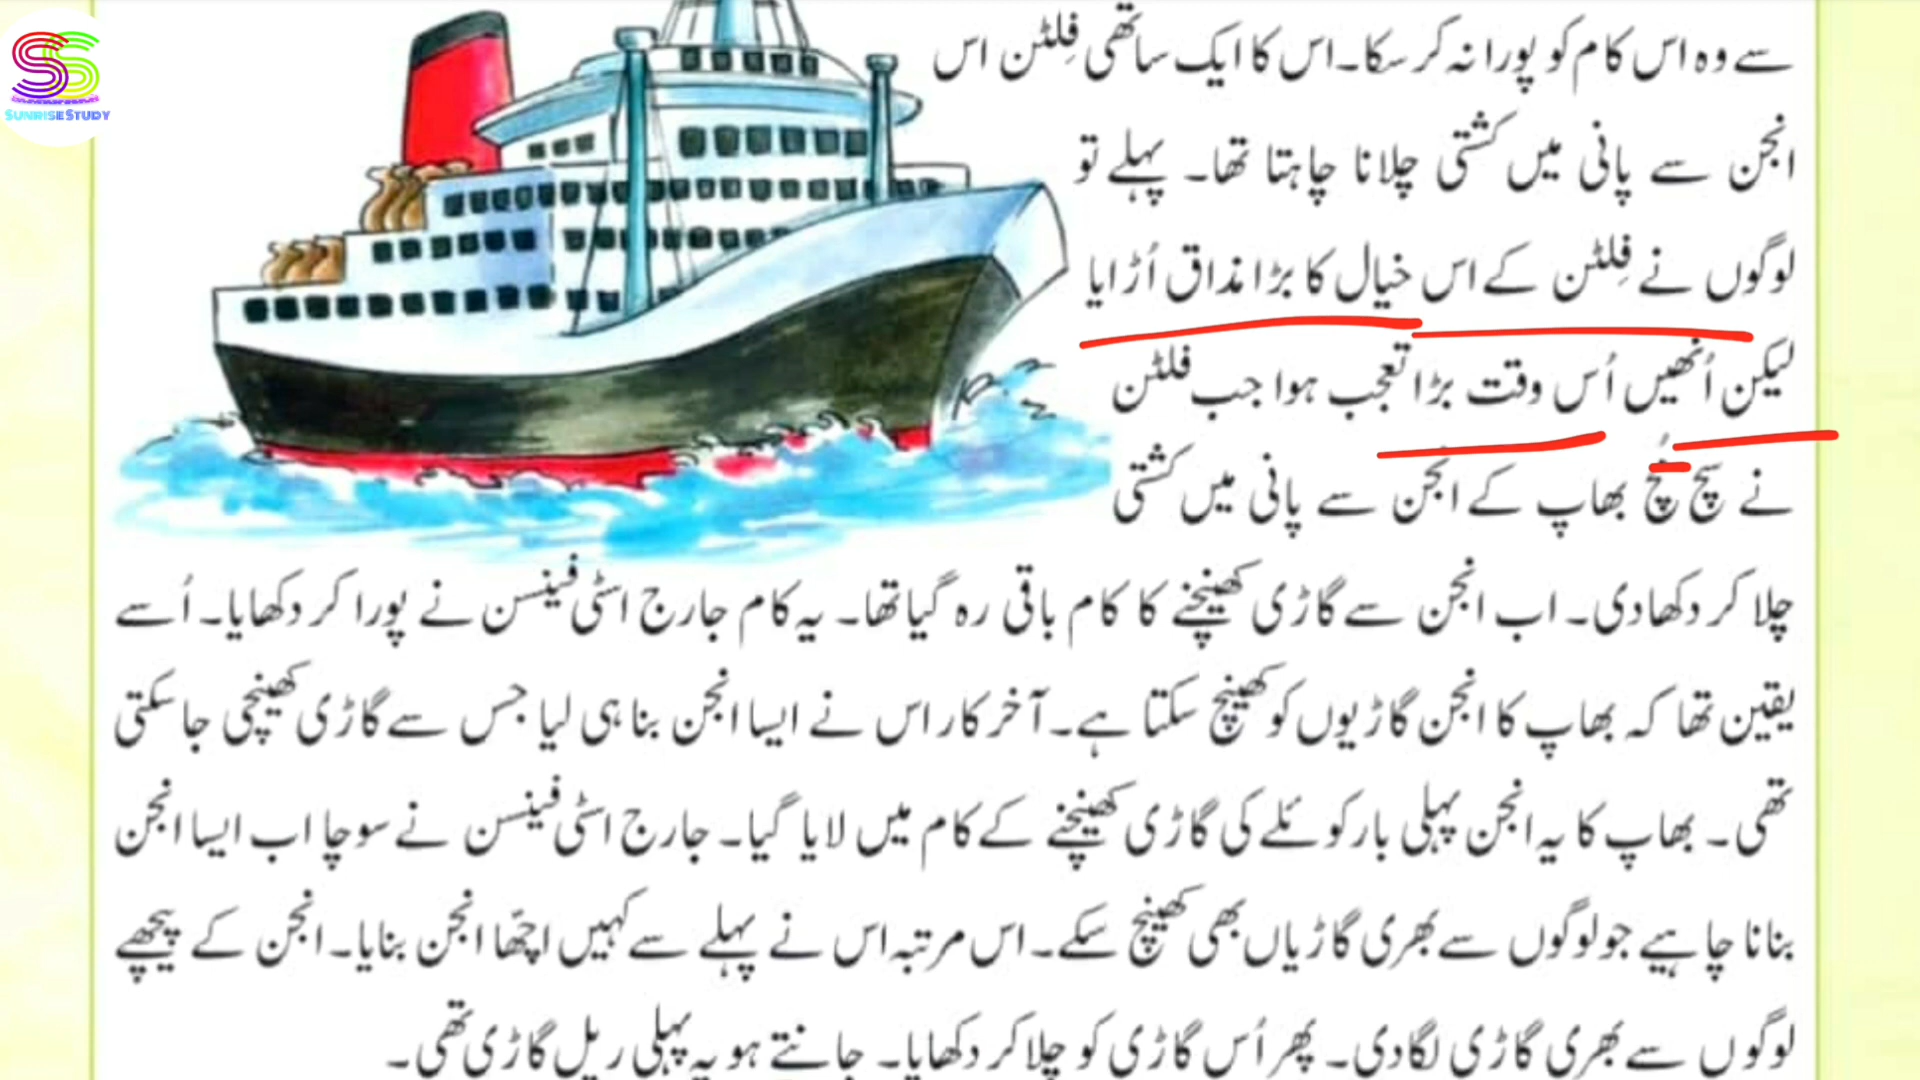 SS
SUNRISE STUDY
سے وہ اس کام کو پورا نہ کر سکا۔ اس کا ایک ساتھی فِلٹن اس
انجن سے پانی میں کشتی چلانا چاہتا تھا۔ پہلے تو
لوگوں نے فِلٹن کے اس خیال کا بڑا مذاق اُڑایا
لیکن اُنھیں اُس وقت بڑا تعجب ہوا جب فلٹن
نے سچ مُچ بھاپ کے انجن سے پانی میں کشتی
چلا کر دکھا دی۔ اب انجن سے گاڑی کھینچنے کا کام باقی رہ گیا تھا۔ یہ کام جارج اسٹی فینسن نے پورا کر دکھایا۔ اُسے
یقین تھا کہ بھاپ کا انجن گاڑیوں کو کھینچ سکتا ہے۔ آخر کار اس نے ایسا انجن بنا ہی لیا جس سے گاڑی کھینچی جا سکتی
تھی۔ بھاپ کا یہ انجن پہلی بار کوئلے کی گاڑی کھینچنے کے کام میں لایا گیا۔ جارج اسٹی فینسن نے سوچا اب ایسا انجن
بنانا چاہیے جو لوگوں سے بھری گاڑیاں بھی کھینچ سکے۔ اس مرتبہ اس نے پہلے سے کہیں اچھّا انجن بنایا۔ انجن کے پیچھے
لوگوں سے بھری گاڑی لگا دی۔ پھر اُس گاڑی کو چلا کر دکھایا۔ جانتے ہو یہ پہلی ریل گاڑی تھی۔